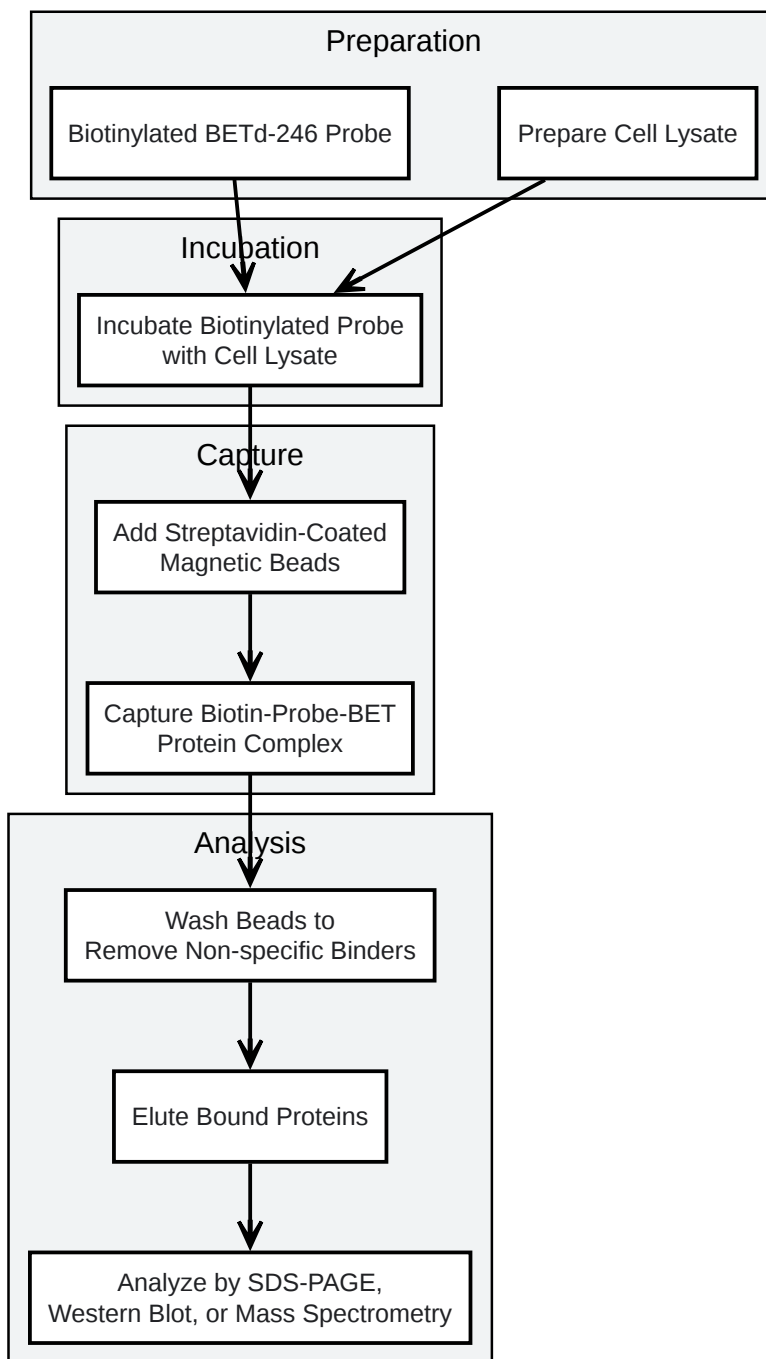 Preparation
Biotinylated BETd-246 Probe
Prepare Cell Lysate
Incubation
Incubate Biotinylated Probe
with Cell Lysate
Capture
Add Streptavidin-Coated
Magnetic Beads
Capture Biotin-Probe-BET
Protein Complex
Analysis
Wash Beads to
Remove Non-specific Binders
Elute Bound Proteins
Analyze by SDS-PAGE,
Western Blot, or Mass Spectrometry